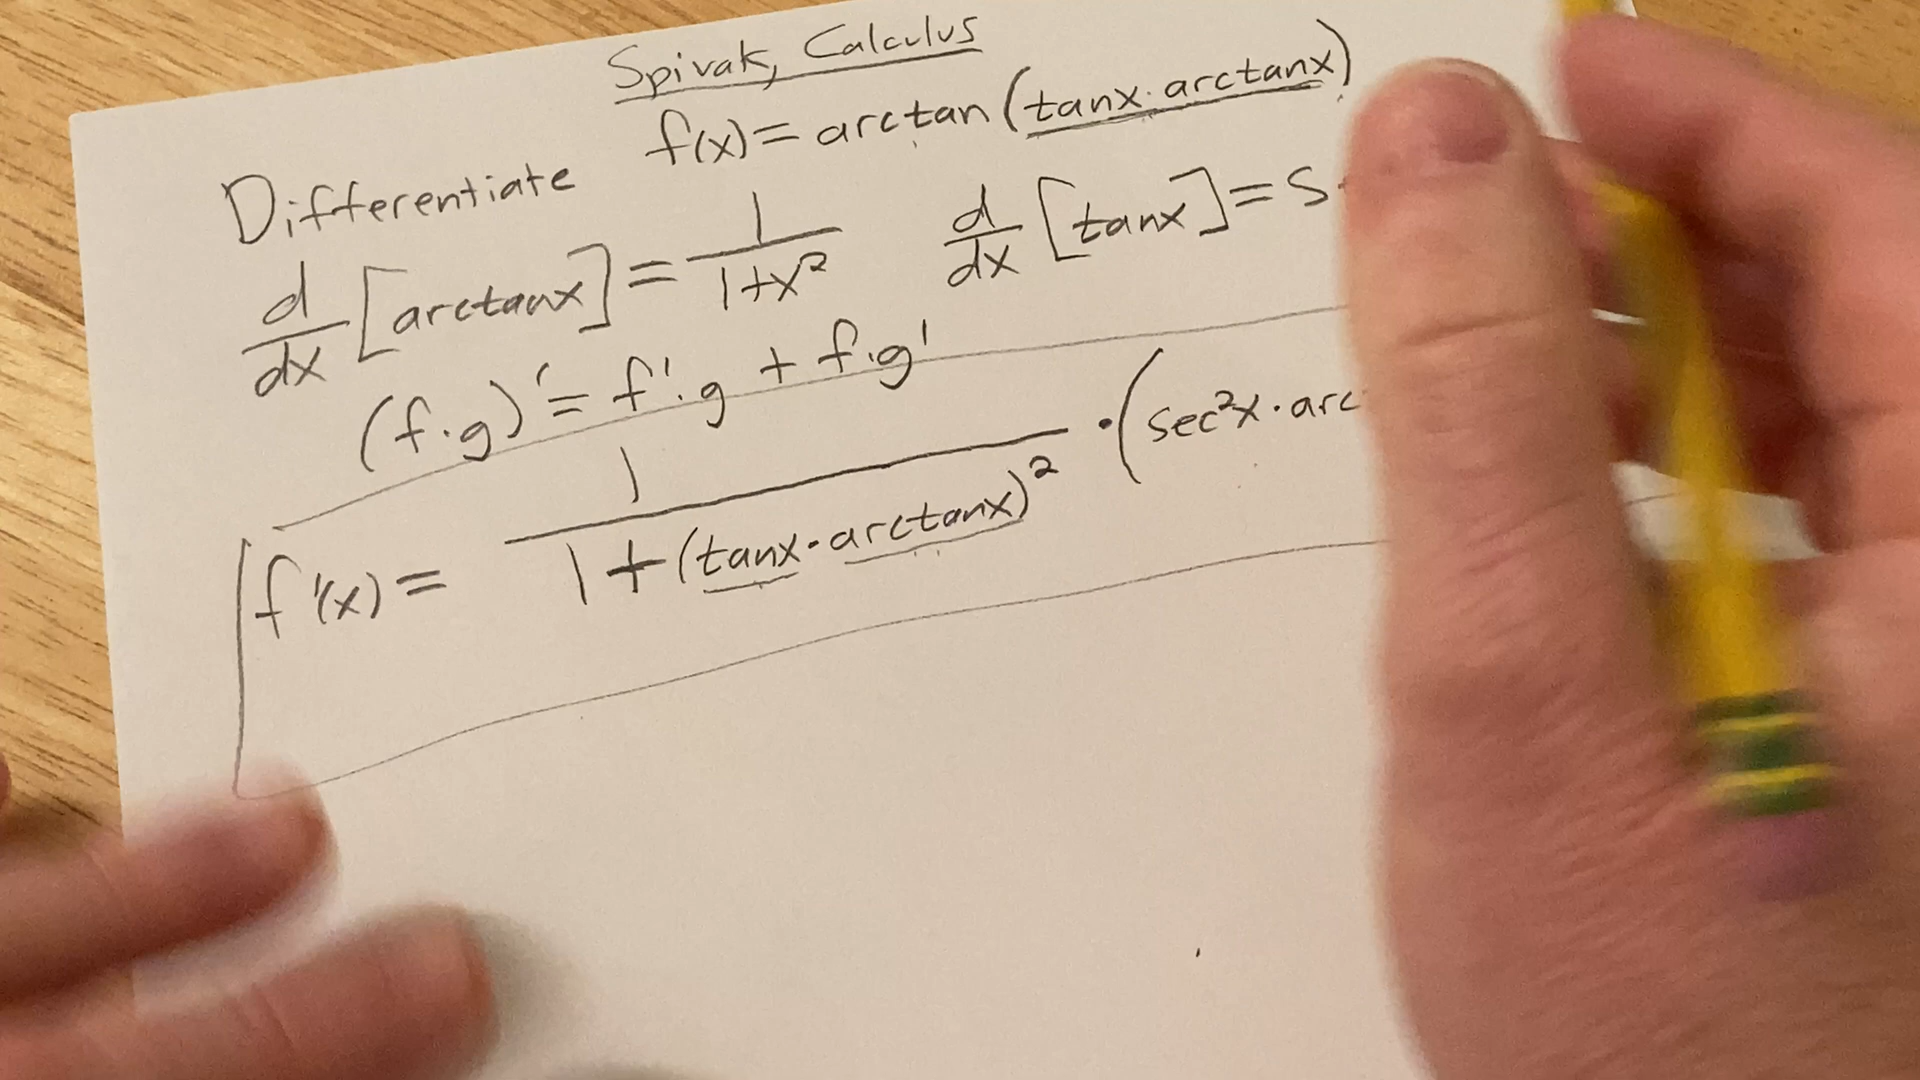 Spivak, Calculus
Differentiate f(x) = arctan (tanx · arctanx)
d/dx [arctanx] = 1/(1+x²) d/dx [tanx] = s
(f·g)' = f'·g + f·g'
f'(x) = 1/(1+(tanx·arctanx)²) · (sec²x · arc